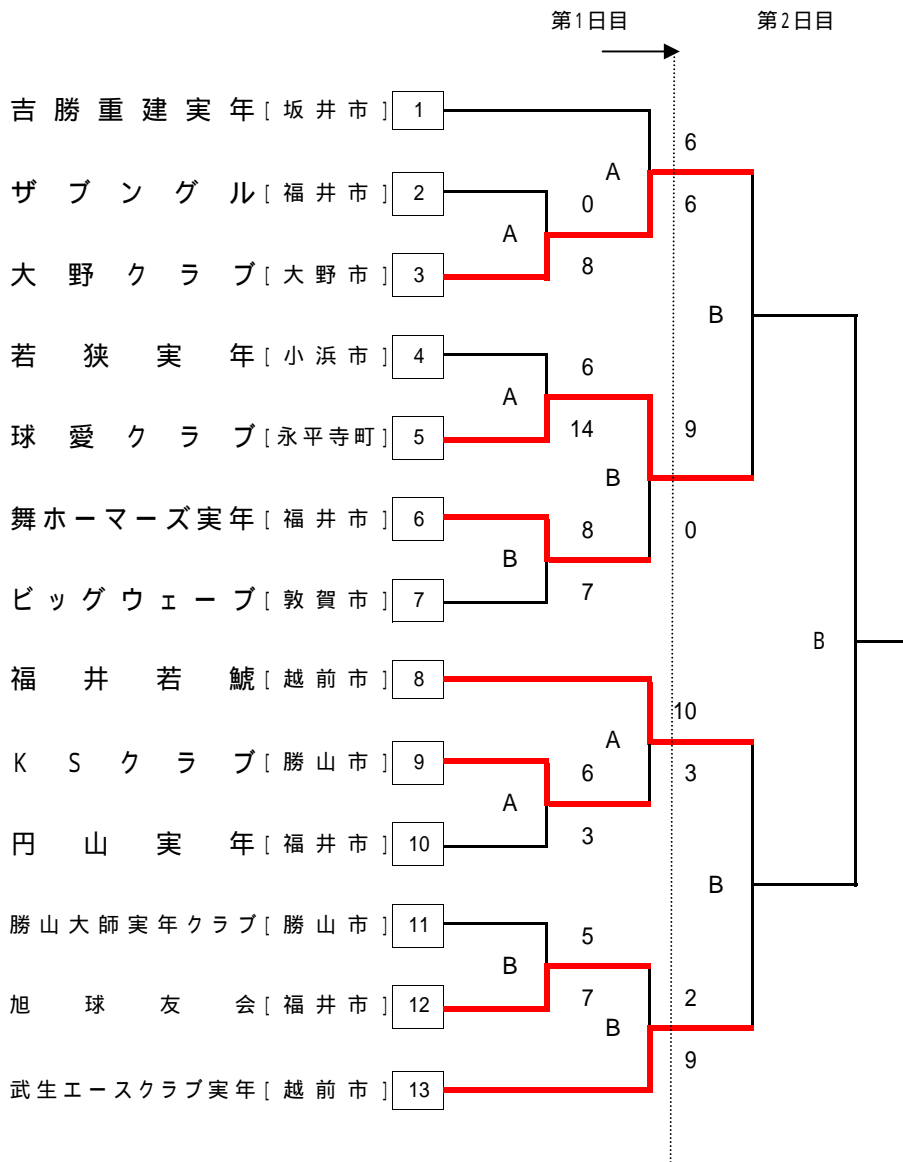 第1日目 第2日目
吉勝重建実年[坂井市] 1
6
A
ザブングル[福井市] 2
0 6
A
大野クラブ[大野市] 3
8
B
若狭実年[小浜市] 4
6
A
球愛クラブ[永平寺町] 5
14 9
B
舞ホーマーズ実年[福井市] 6
8 0
B
ビッグウェーブ[敦賀市] 7
7
B
福井若鯱[越前市] 8
10
A
KSクラブ[勝山市] 9
6 3
A
円山実年[福井市] 10
3
B
勝山大師実年クラブ[勝山市] 11
5
B
旭球友会[福井市] 12
7 2
B
9
武生エースクラブ実年[越前市] 13